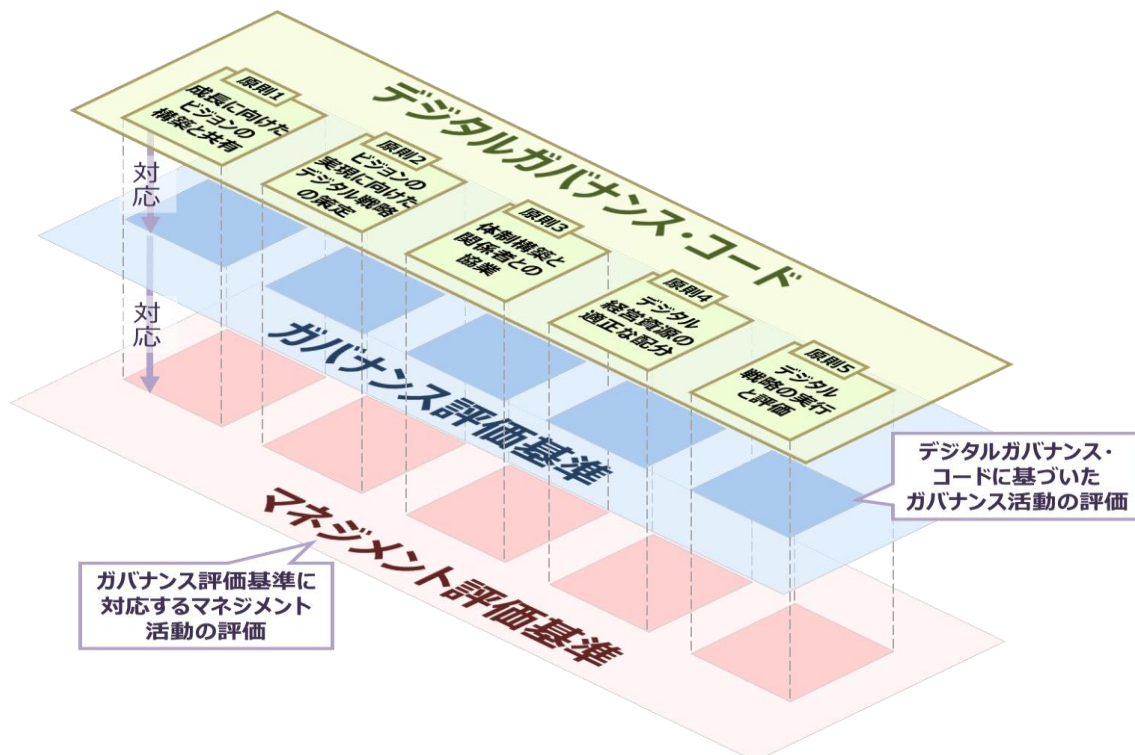 デジタルガバナンス・コード
原則1
成長に向けた
ビジョンの
構築と共有
原則2
ビジョンの
実現に向けた
デジタル戦略
の策定
原則3
体制構築と
関係者との
協業
原則4
デジタル
経営資源の
適正な配分
原則5
デジタル
戦略の実行
と評価
対応
対応
ガバナンス評価基準
デジタルガバナンス・
コードに基づいた
ガバナンス活動の評価
マネジメント評価基準
ガバナンス評価基準に
対応するマネジメント
活動の評価